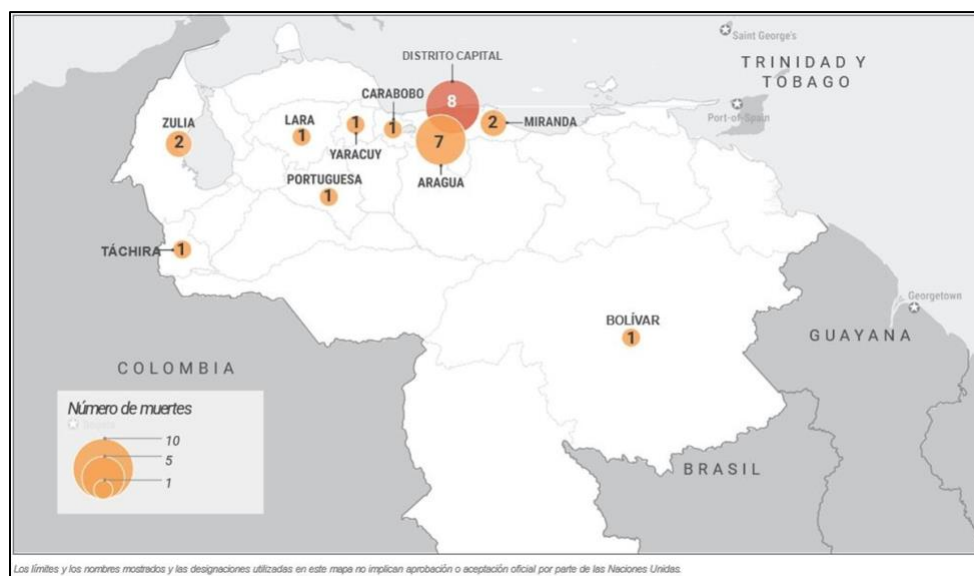 Saint George's
TRINIDAD Y
TOBAGO
DISTRITO CAPITAL
8
CARABOBO
1
Port-of-Spain
ZULIA
2
LARA
1
1
YARACUY
2
MIRANDA
7
ARAGUA
PORTUGUESA
1
TÁCHIRA
1
Georgetown
BOLÍVAR
1
GUAYANA
COLOMBIA
Número de muertes
Bogotá
10
5
1
BRASIL
Los límites y los nombres mostrados y las designaciones utilizadas en este mapa no implican aprobación o aceptación oficial por parte de las Naciones Unidas.